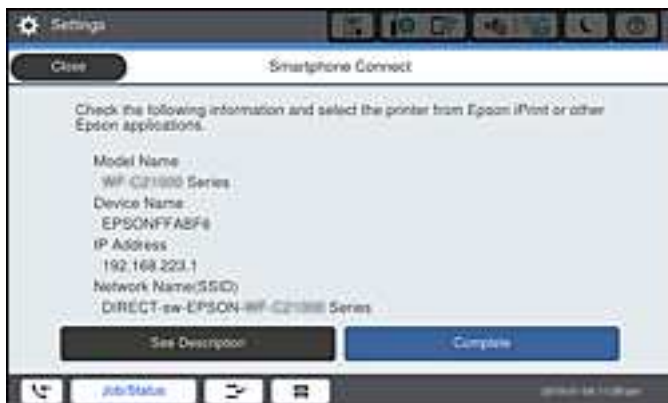 Settings
Close
Smartphone Connect
Check the following information and select the printer from Epson iPrint or other
Epson applications.
Model Name
Series
Device Name
EPSONFFABF6
IP Address
192.168.223.1
Network Name(SSID)
DIRECT-sw-EPSON- Series
See Description
Complete
Job/Status